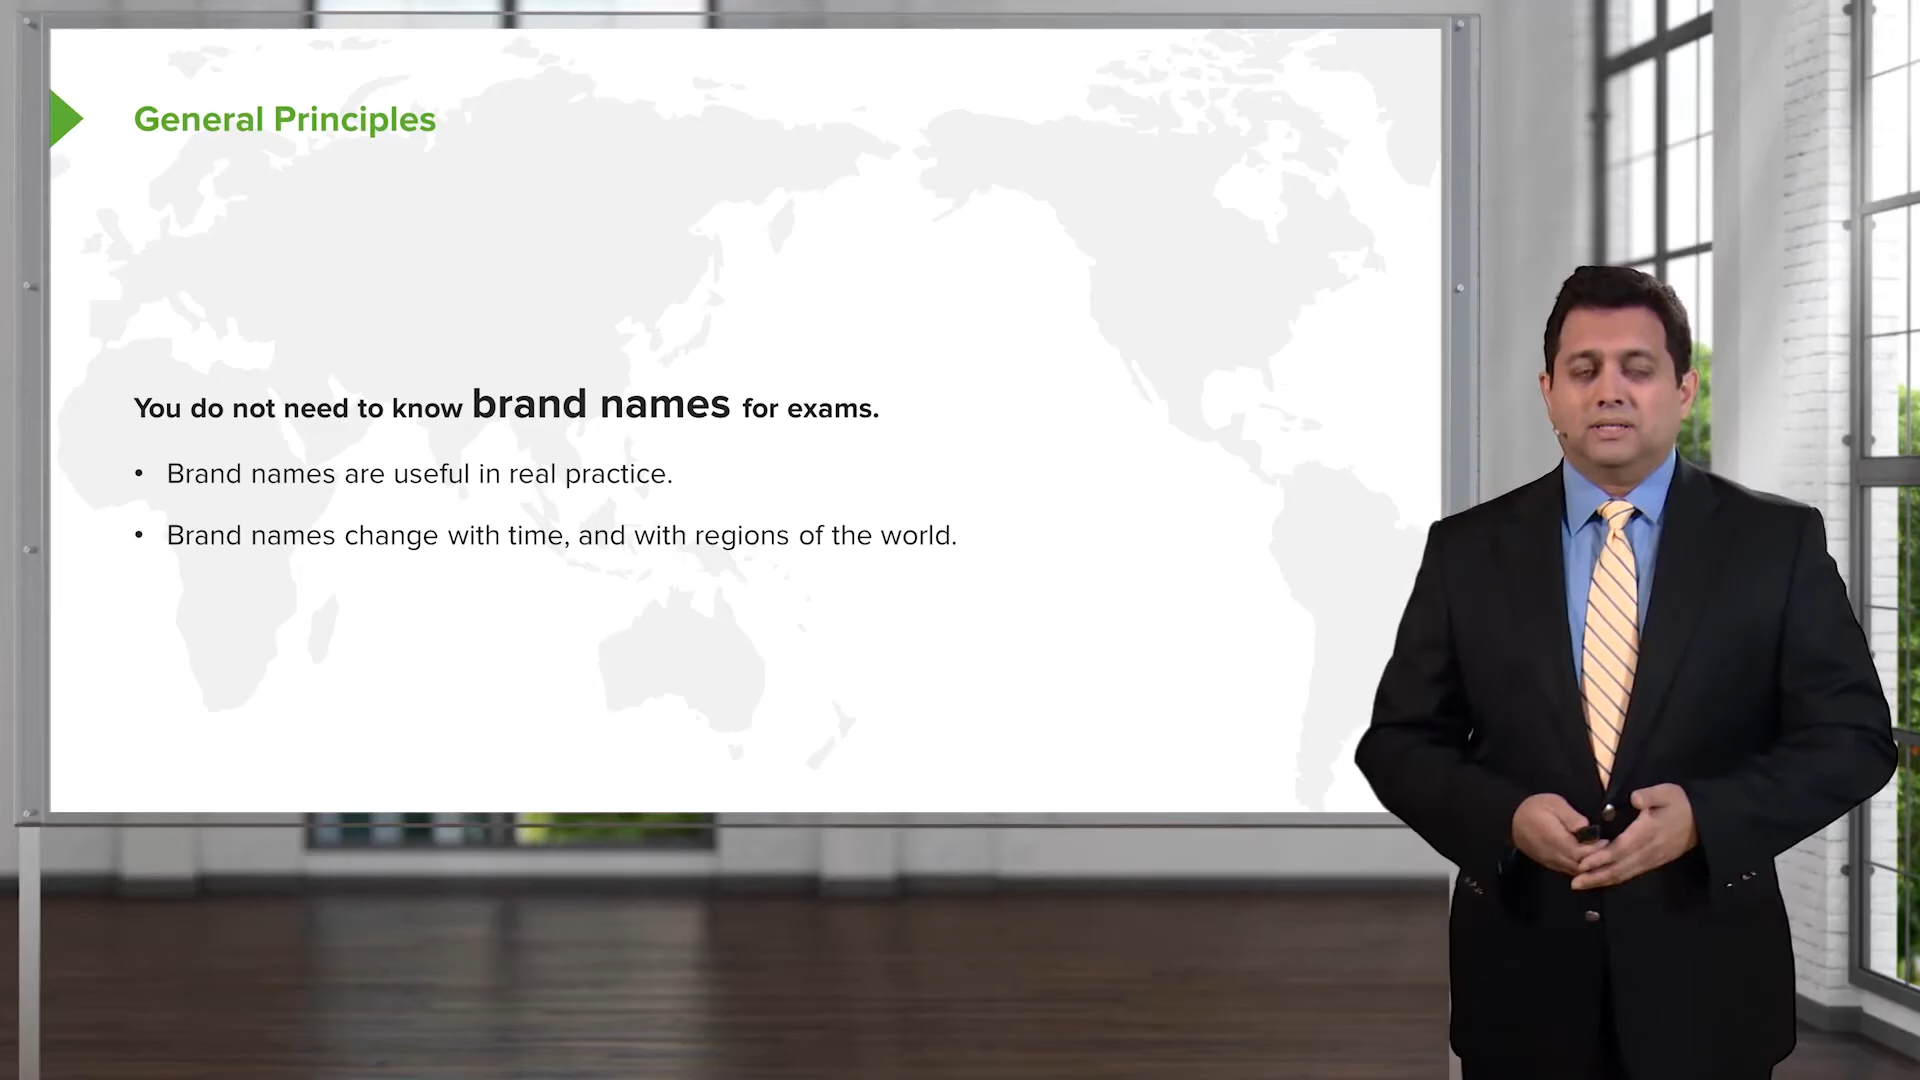 General Principles
You do not need to know brand names for exams.
• Brand names are useful in real practice.
• Brand names change with time, and with regions of the world.